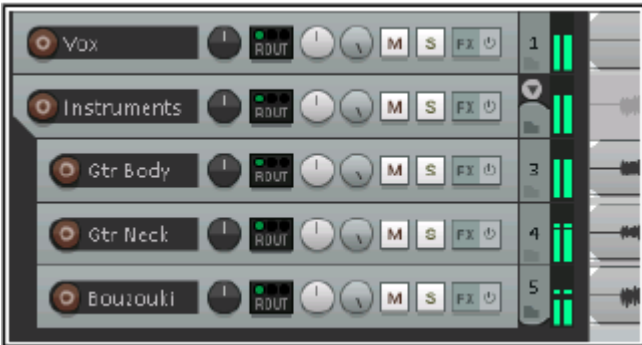 Vox ROUT M S FX 1
Instruments ROUT M S FX
Gtr Body ROUT M S FX 3
Gtr Neck ROUT M S FX 4
Bouzouki ROUT M S FX 5